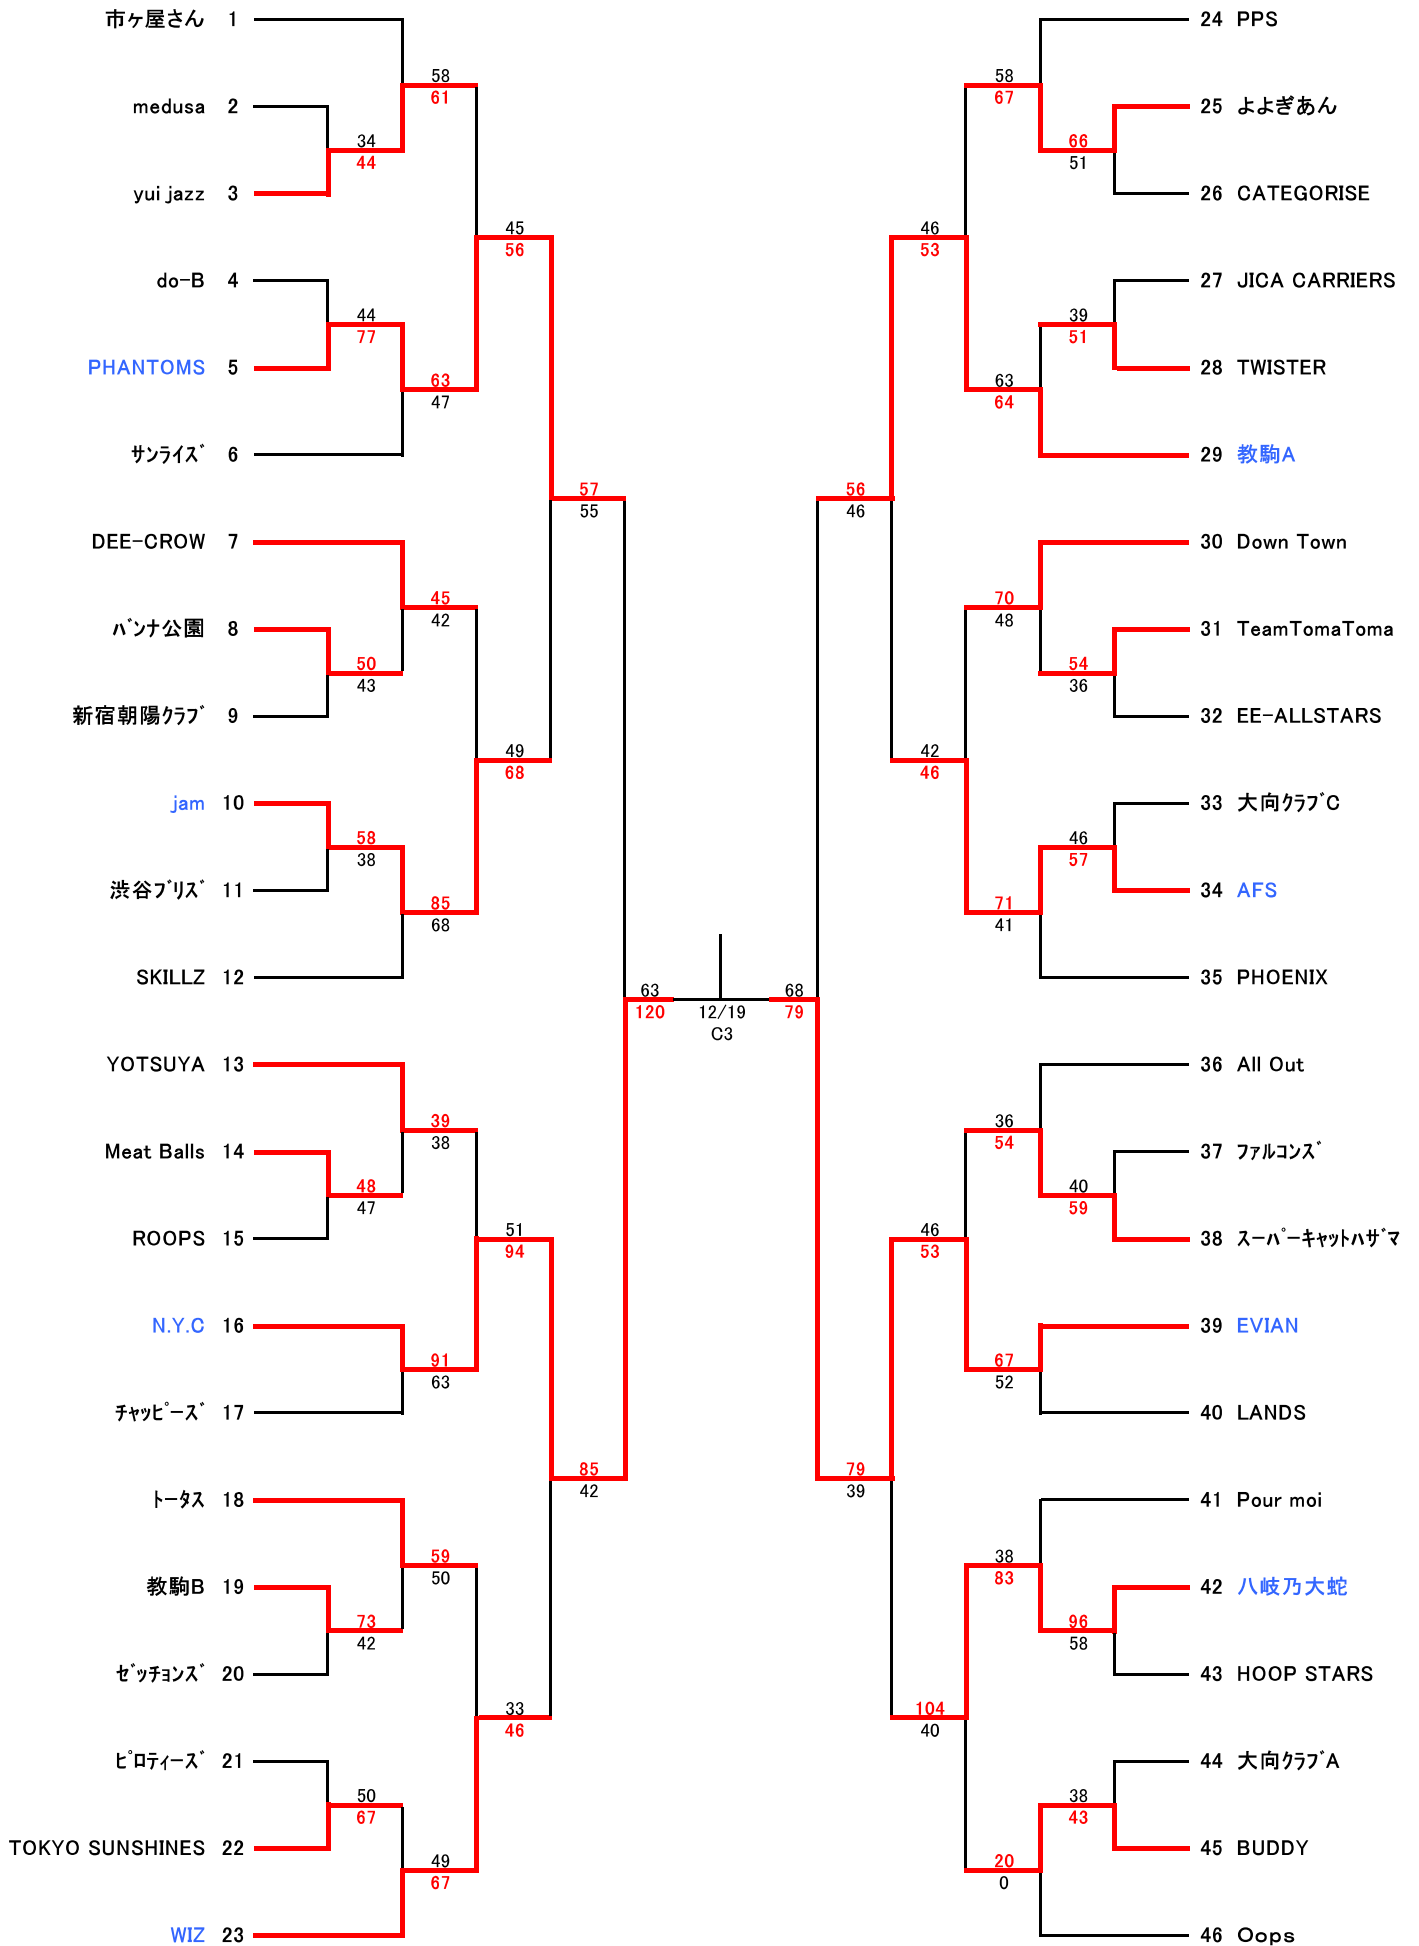 市ヶ屋さん 1
58
61
medusa 2
34
44
yui jazz 3
45
56
do-B 4
44
77
PHANTOMS 5
63
47
サンライズ 6
57
55
DEE-CROW 7
45
42
バンナ公園 8
50
43
新宿朝陽クラブ 9
49
68
jam 10
58
38
渋谷ブリズ 11
85
68
SKILLZ 12
63
120
12/19
C3
YOTSUYA 13
39
38
Meat Balls 14
48
47
ROOPS 15
51
94
N.Y.C 16
91
63
チャッピーズ 17
85
42
トータス 18
59
50
教駒B 19
73
42
ゼッチョンズ 20
33
46
ピロティーズ 21
50
67
TOKYO SUNSHINES 22
49
67
WIZ 23
24 PPS
58
67
25 よよぎあん
66
51
26 CATEGORISE
46
53
27 JICA CARRIERS
39
51
28 TWISTER
63
64
29 教駒A
56
46
30 Down Town
70
48
31 TeamTomaToma
54
36
32 EE-ALLSTARS
42
46
33 大向クラブC
46
57
34 AFS
71
41
35 PHOENIX
68
79
36 All Out
36
54
37 ファルコンズ
40
59
38 スーパーキャットハザマ
46
53
39 EVIAN
67
52
40 LANDS
79
39
41 Pour moi
38
83
42 八岐乃大蛇
96
58
43 HOOP STARS
104
40
44 大向クラブA
38
43
45 BUDDY
20
0
46 Oops